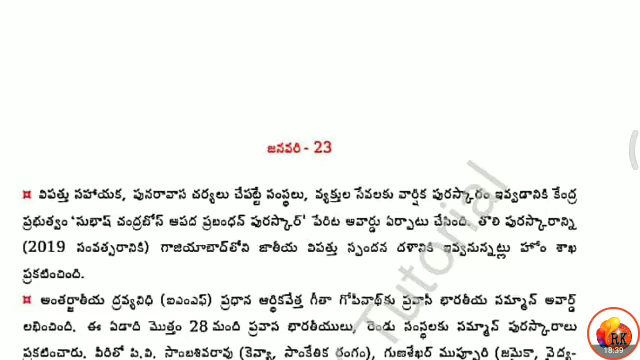 జనవరి - 23
¤ విపత్తు సహాయక, పునరావాస చర్యలు చేపట్టే సంస్థలు, వ్యక్తుల సేవలకు వార్షిక పురస్కారం ఇవ్వడానికి కేంద్ర
ప్రభుత్వం 'సుభాష్ చంద్రబోస్ ఆపద ప్రబంధన్ పురస్కార్' పేరిట అవార్డు ఏర్పాటు చేసింది. తొలి పురస్కారాన్ని
(2019 సంవత్సరానికి) గాజియాబాద్‌లోని జాతీయ విపత్తు స్పందన దళానికి ఇవ్వనున్నట్లు హోం శాఖ
ప్రకటించింది.
¤ అంతర్జాతీయ ద్రవ్యనిధి (ఐఎంఎఫ్) ప్రధాన ఆర్థికవేత్త గీతా గోపీనాథ్‌కు ప్రవాసీ భారతీయ సమ్మాన్ అవార్డ్
లభించింది. ఈ ఏడాది మొత్తం 28 మంది ప్రవాస భారతీయులు, రెండు సంస్థలకు సమ్మాన్ పురస్కారాలు
ప్రకటించారు. వీరిలో పి.వి. సాంబశివరావు (కెన్యా, సాంకేతిక రంగం), గుణశేఖర్ ముప్పూరి (జమైకా, వైద్య-
Tutorial
RK
18:39